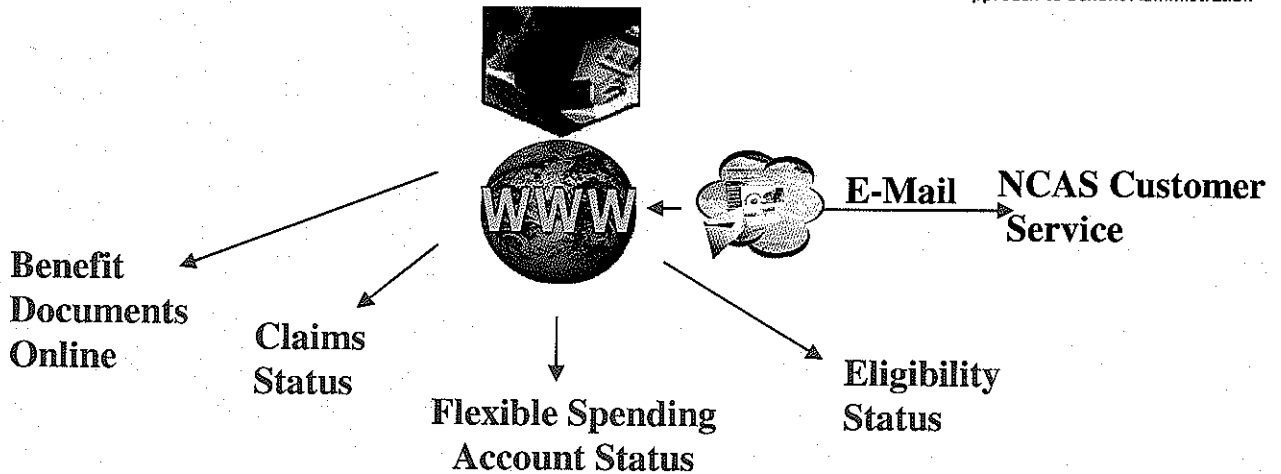 WWW
E-Mail
NCAS Customer
Service
Benefit
Documents
Online
Claims
Status
Flexible Spending
Account Status
Eligibility
Status